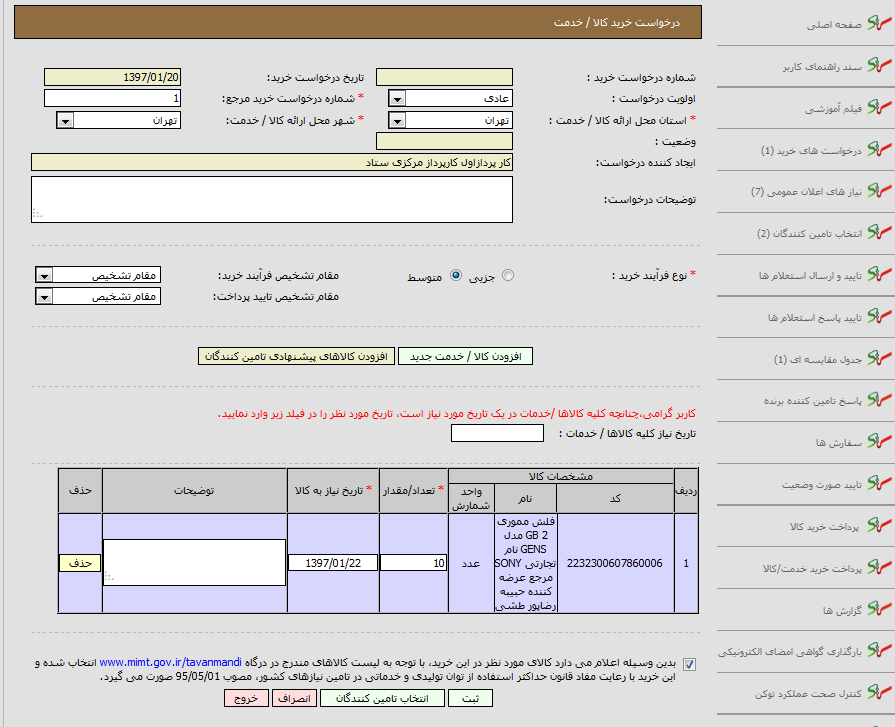 درخواست خرید کالا / خدمت
صفحه اصلی
سند راهنمای کاربر
فیلم آموزشی
درخواست های خرید (1)
نیاز های اعلان عمومی (7)
انتخاب تامین کنندگان (2)
تایید و ارسال استعلام ها
تایید پاسخ استعلام ها
جدول مقایسه ای (1)
پاسخ تامین کننده برنده
سفارش ها
تایید صورت وضعیت
پرداخت خرید کالا
پرداخت خرید خدمت/کالا
گزارش ها
بارگذاری گواهی امضای الکترونیکی
کنترل صحت عملکرد توکن
شماره درخواست خرید : تاریخ درخواست خرید: 1397/01/20
اولویت درخواست : عادی * شماره درخواست خرید مرجع: 1
* استان محل ارائه کالا / خدمت : تهران * شهر محل ارائه کالا / خدمت: تهران
وضعیت :
ایجاد کننده درخواست: کار پردازاول کارپرداز مرکزی ستاد
توضیحات درخواست:
* نوع فرآیند خرید : جزیی متوسط مقام تشخیص فرآیند خرید: مقام تشخیص
مقام تشخیص تایید پرداخت: مقام تشخیص
افزودن کالا / خدمت جدید افزودن کالاهای پیشنهادی تامین کنندگان
کاربر گرامی،چنانچه کلیه کالاها /خدمات در یک تاریخ مورد نیاز است، تاریخ مورد نظر را در فیلد زیر وارد نمایید.
تاریخ نیاز کلیه کالاها / خدمات :
ردیف مشخصات کالا * تعداد/مقدار * تاریخ نیاز به کالا توضیحات حذف
کد نام واحد شمارش
1 2232300607860006
فلش مموری
2 GB مدل
GENS نام
تجارتی SONY
مرجع عرضه
کننده حبیبه
رضاپور طشی
عدد 10 1397/01/22 حذف
بدین وسیله اعلام می دارد کالای مورد نظر در این خرید، با توجه به لیست کالاهای مندرج در درگاه www.mimt.gov.ir/tavanmandi انتخاب شده و
این خرید با رعایت مفاد قانون حداکثر استفاده از توان تولیدی و خدماتی در تامین نیازهای کشور، مصوب 95/05/01 صورت می گیرد.
ثبت انتخاب تامین کنندگان انصراف خروج